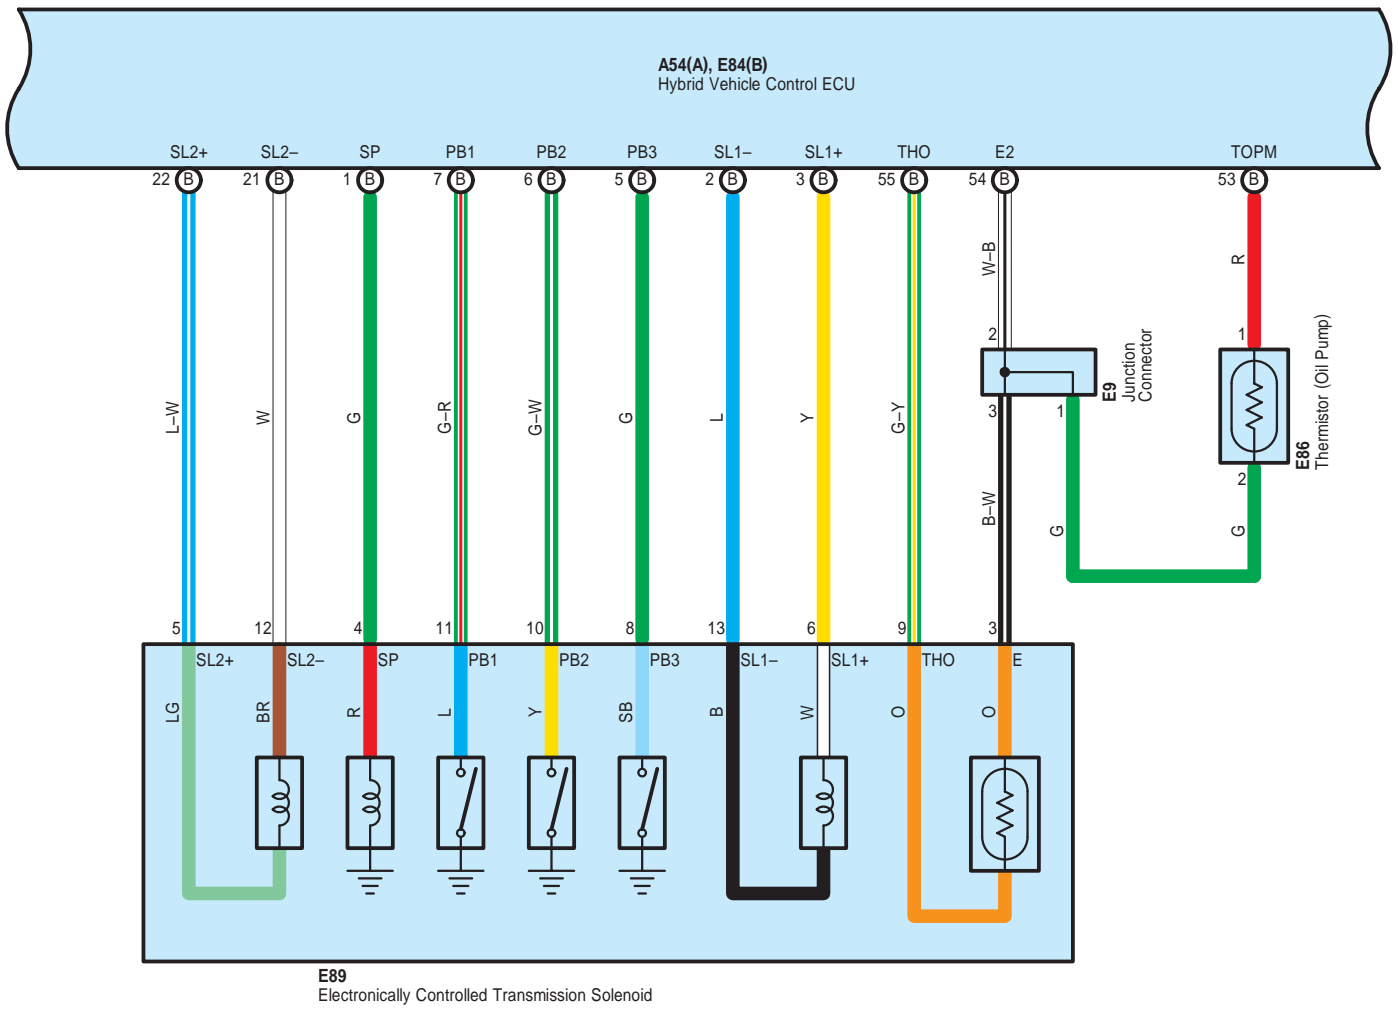 A54(A), E84(B)
Hybrid Vehicle Control ECU
SL2+ SL2– SP PB1 PB2 PB3 SL1– SL1+ THO E2 TOPM
22 B 21 B 1 B 7 B 6 B 5 B 2 B 3 B 55 B 54 B 53 B
W–B R
2 1
E9
Junction
Connector
E86
Thermistor (Oil Pump)
3 1
L–W W G G–R G–W G L Y G–Y
2
B–W G G
5 12 4 11 10 8 13 6 9 3
SL2+ SL2– SP PB1 PB2 PB3 SL1– SL1+ THO E
LG BR R L Y SB B W O O
E89
Electronically Controlled Transmission Solenoid